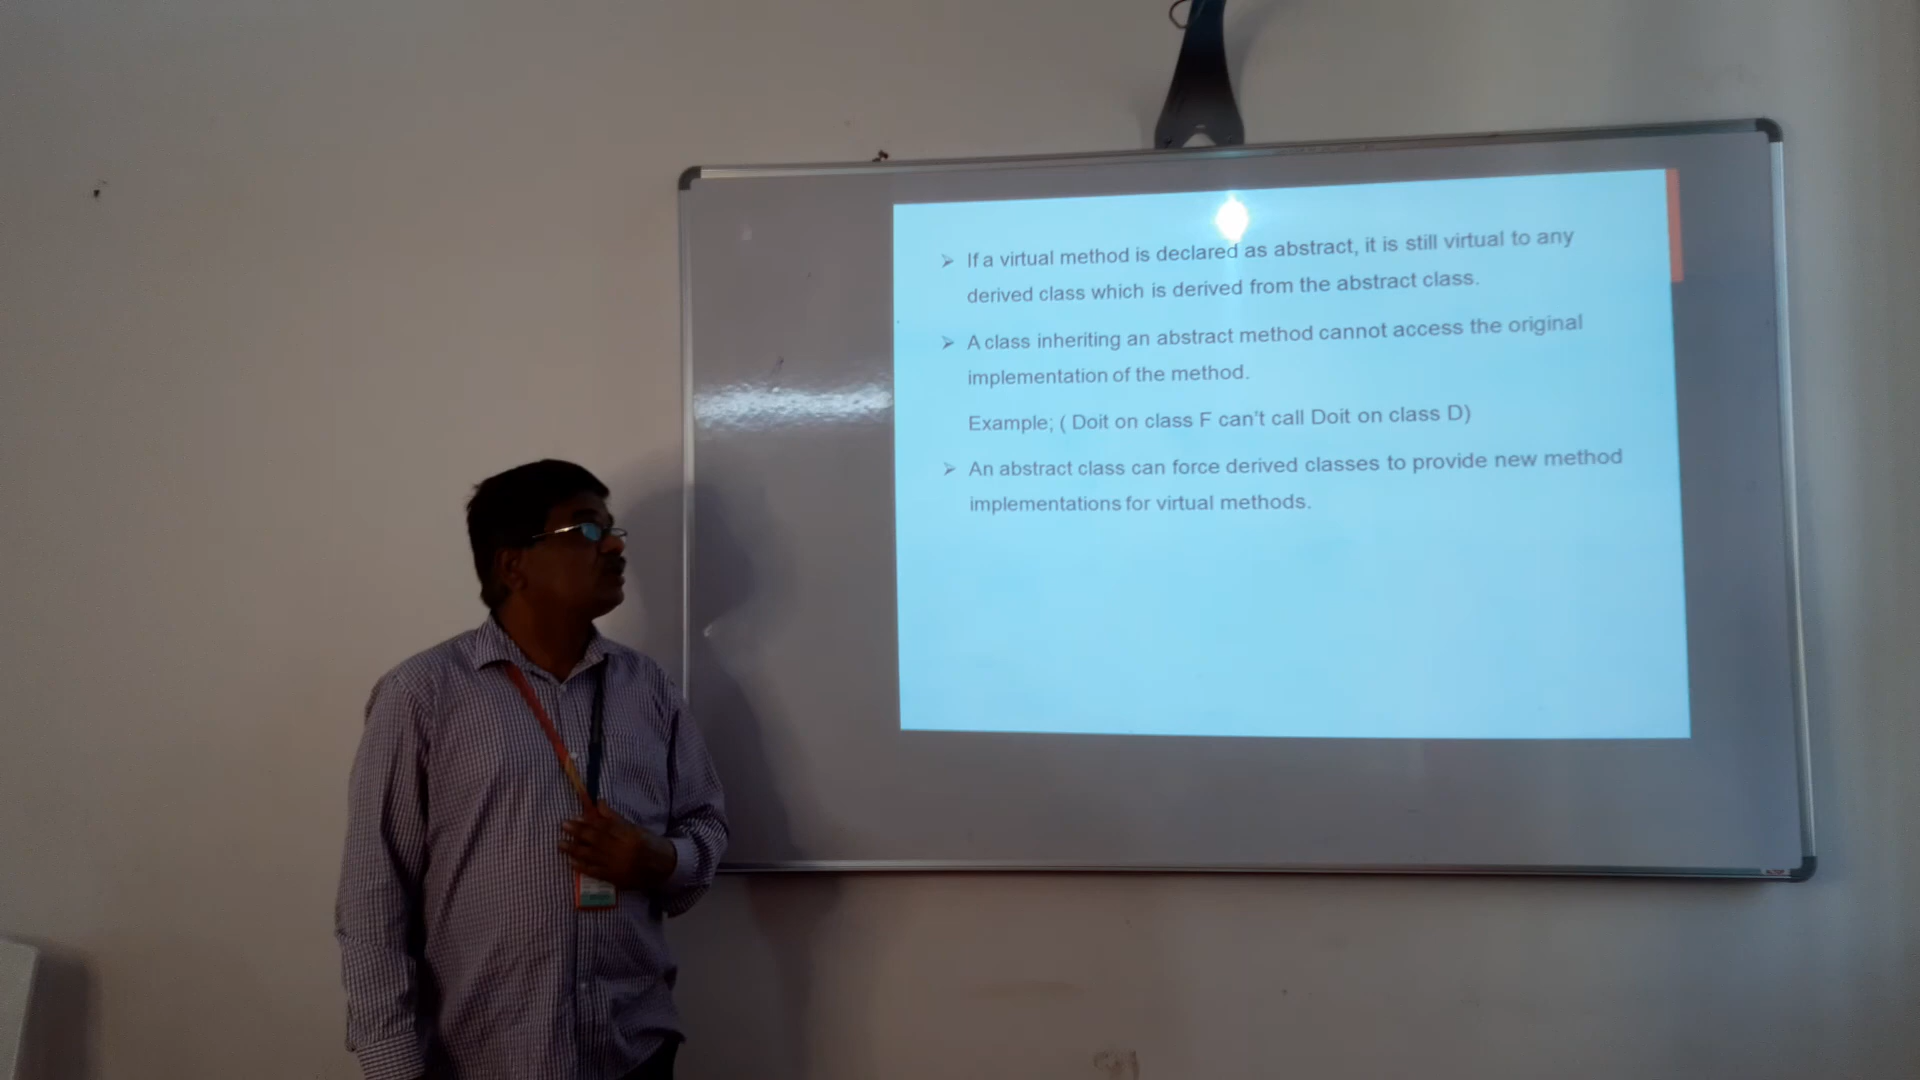 ➢ If a virtual method is declared as abstract, it is still virtual to any
derived class which is derived from the abstract class.
➢ A class inheriting an abstract method cannot access the original
implementation of the method.
Example; ( Doit on class F can't call Doit on class D)
➢ An abstract class can force derived classes to provide new method
implementations for virtual methods.